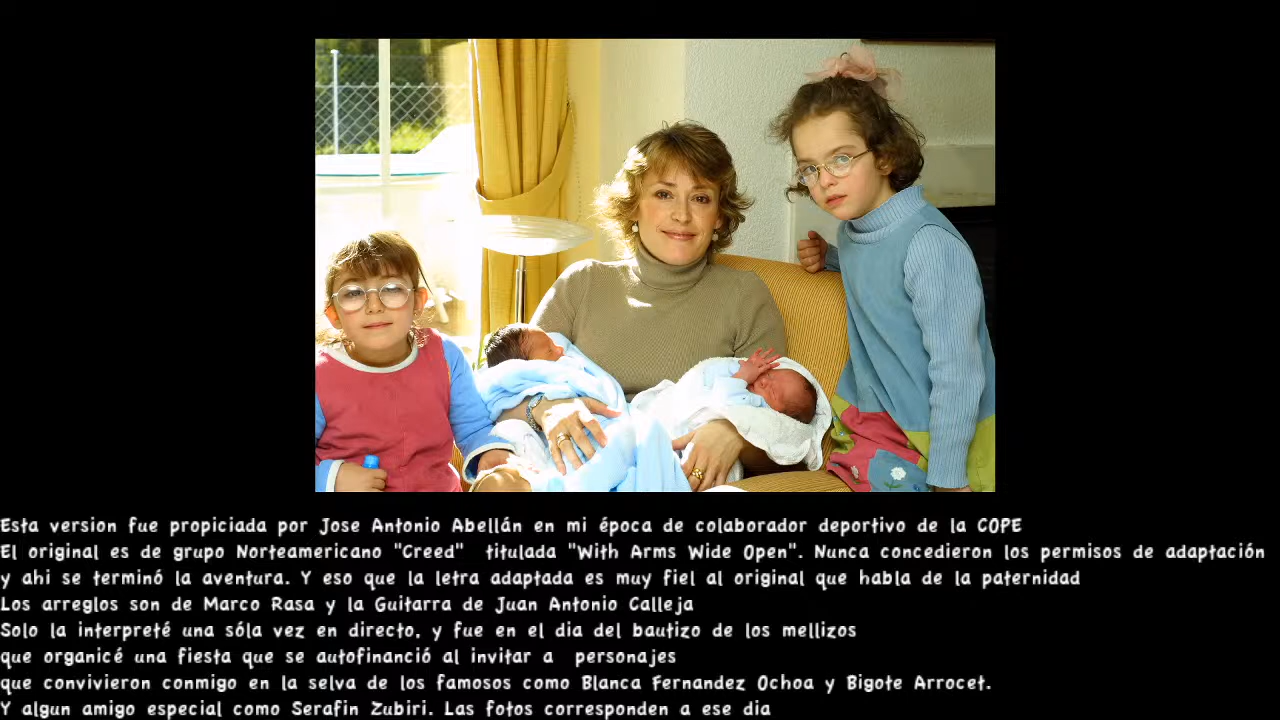 Esta version fue propiciada por Jose Antonio Abellán en mi época de colaborador deportivo de la COPE
El original es de grupo Norteamericano "Creed"  titulada "With Arms Wide Open". Nunca concedieron los permisos de adaptación
y ahi se terminó la aventura. Y eso que la letra adaptada es muy fiel al original que habla de la paternidad
Los arreglos son de Marco Rasa y la Guitarra de Juan Antonio Calleja
Solo la interpreté una sóla vez en directo, y fue en el dia del bautizo de los mellizos
que organicé una fiesta que se autofinanció al invitar a  personajes
que convivieron conmigo en la selva de los famosos como Blanca Fernandez Ochoa y Bigote Arrocet.
Y algun amigo especial como Serafin Zubiri. Las fotos corresponden a ese dia